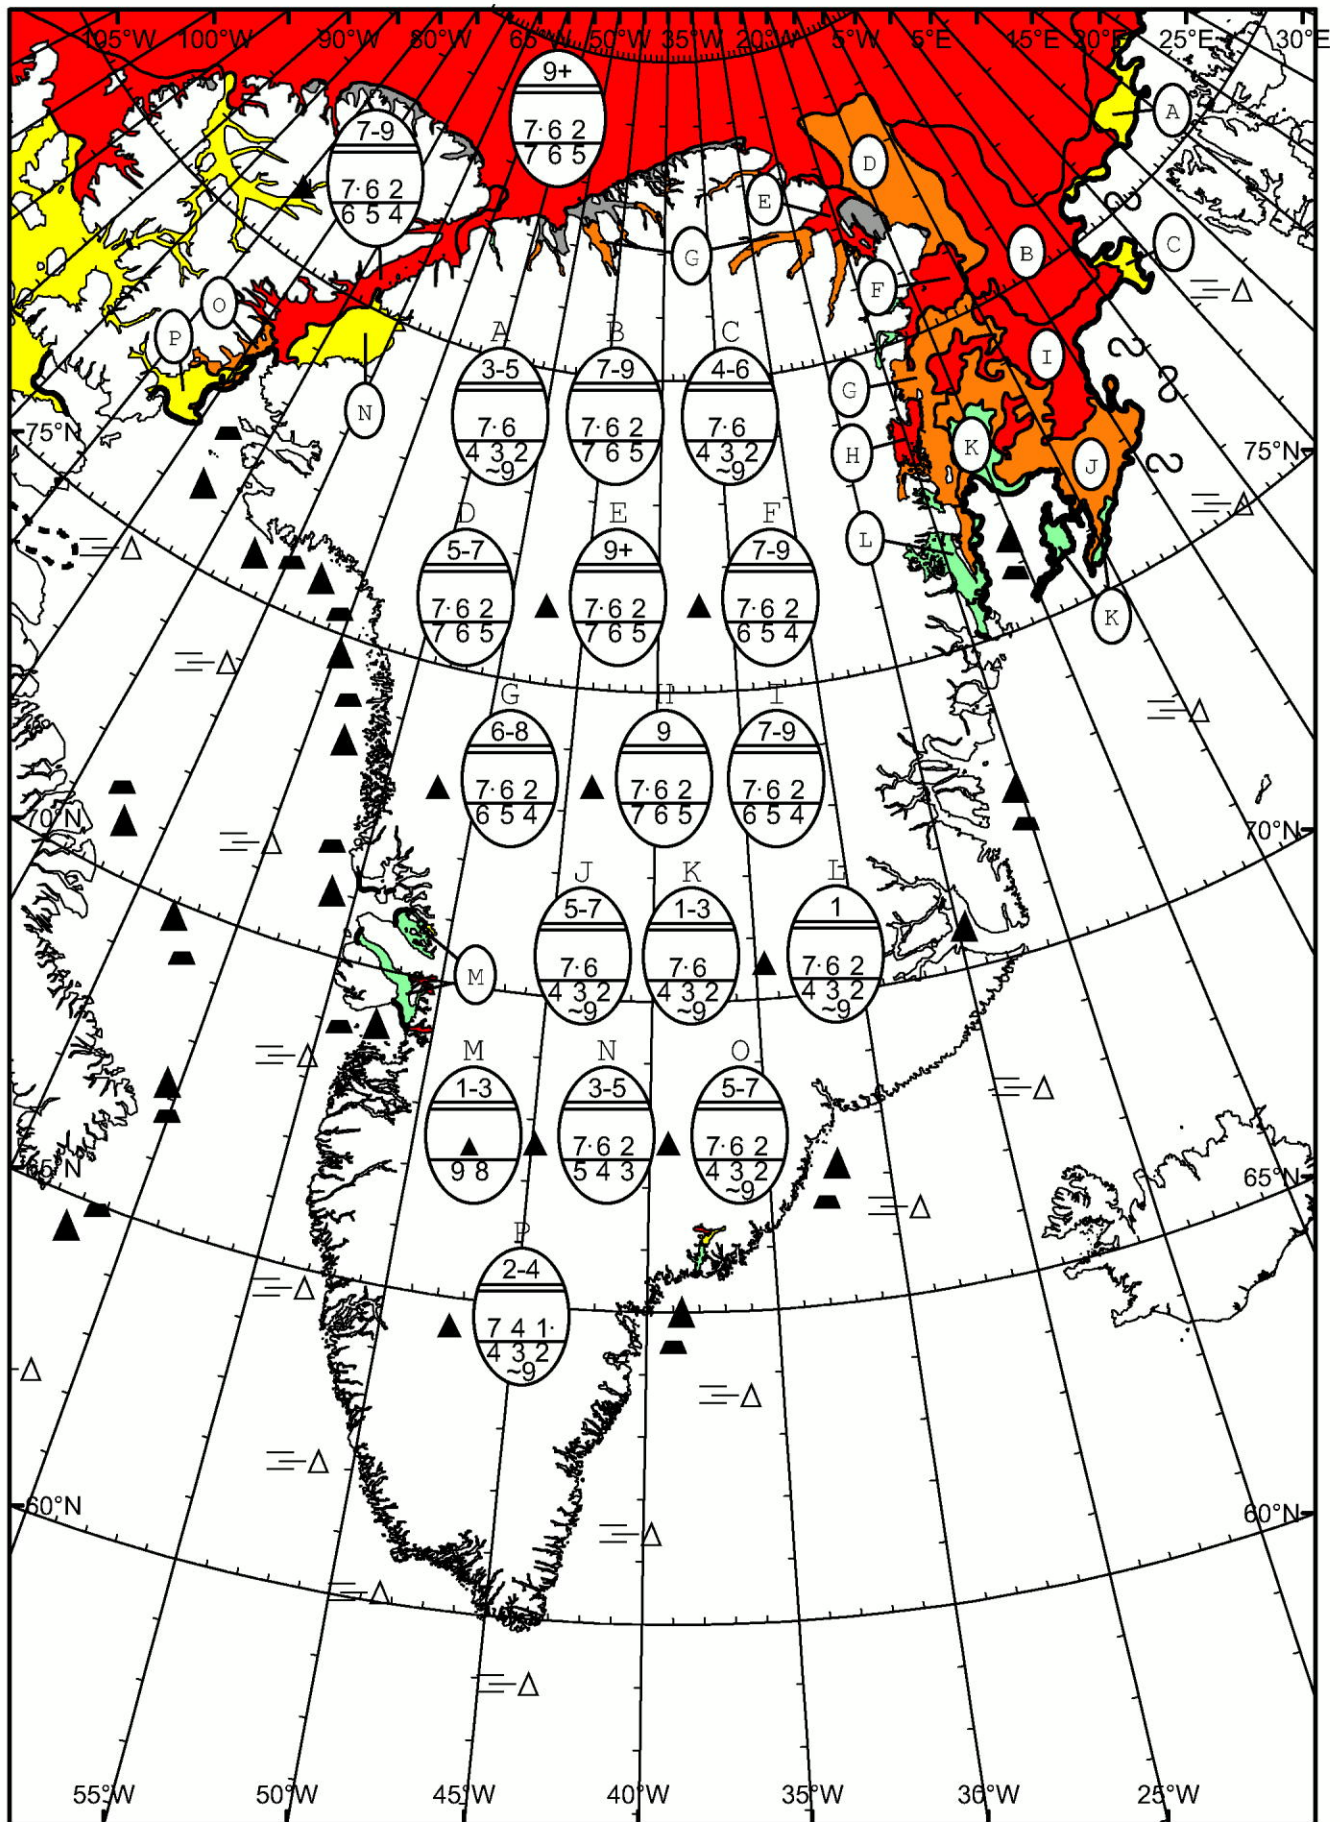 105°W 100°W 90°W 80°W 65°W 50°W 35°W 20°W 5°W 5°E 15°E 20°E 25°E 30°E
9+
7·6 2
7 6 5
7-9
7·6 2
6 5 4
A
D
E
B
C
G
F
O
P
I
N
G
H
K
J
L
K
M
75°N
75°N
70°N
70°N
65°N
65°N
60°N
60°N
A B C
3-5 7-9 4-6
7·6 7·6 2 7·6
4 3 2 7 6 5 4 3 2
~9 ~9
D E F
5-7 9+ 7-9
7·6 2 7·6 2 7·6 2
7 6 5 7 6 5 6 5 4
G H I
6-8 9 7-9
7·6 2 7·6 2 7·6 2
6 5 4 7 6 5 6 5 4
J K L
5-7 1-3 1
7·6 7·6 7·6 2
4 3 2 4 3 2 4 3 2
~9 ~9 ~9
M N O
1-3 3-5 5-7
7·6 2 7·6 2
9 8 5 4 3 4 3 2
~9
P
2-4
7 4 1·
4 3 2
~9
55°W 50°W 45°W 40°W 35°W 30°W 25°W